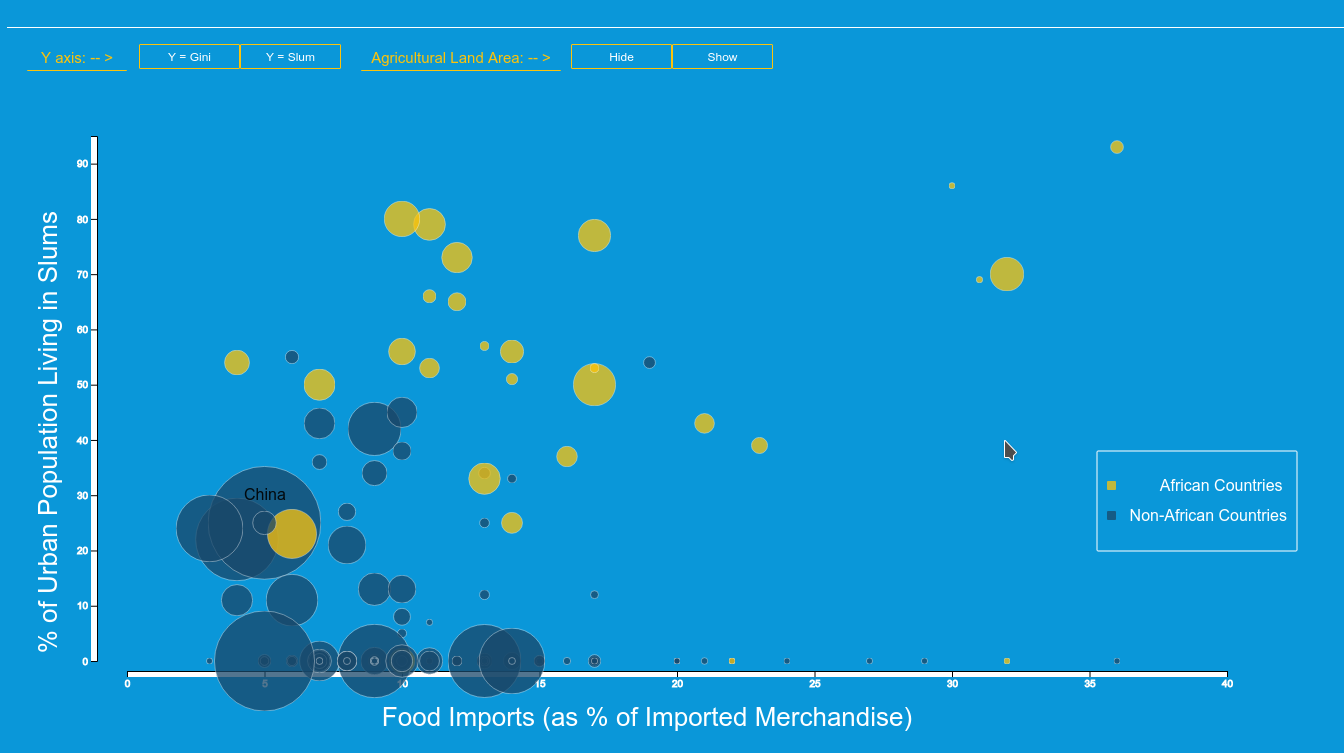 Y axis: -- >
Y = Gini
Y = Slum
Agricultural Land Area: -- >
Hide
Show
% of Urban Population Living in Slums
90
80
70
60
50
40
30
20
10
0
China
African Countries
Non-African Countries
0
5
10
15
20
25
30
35
40
Food Imports (as % of Imported Merchandise)